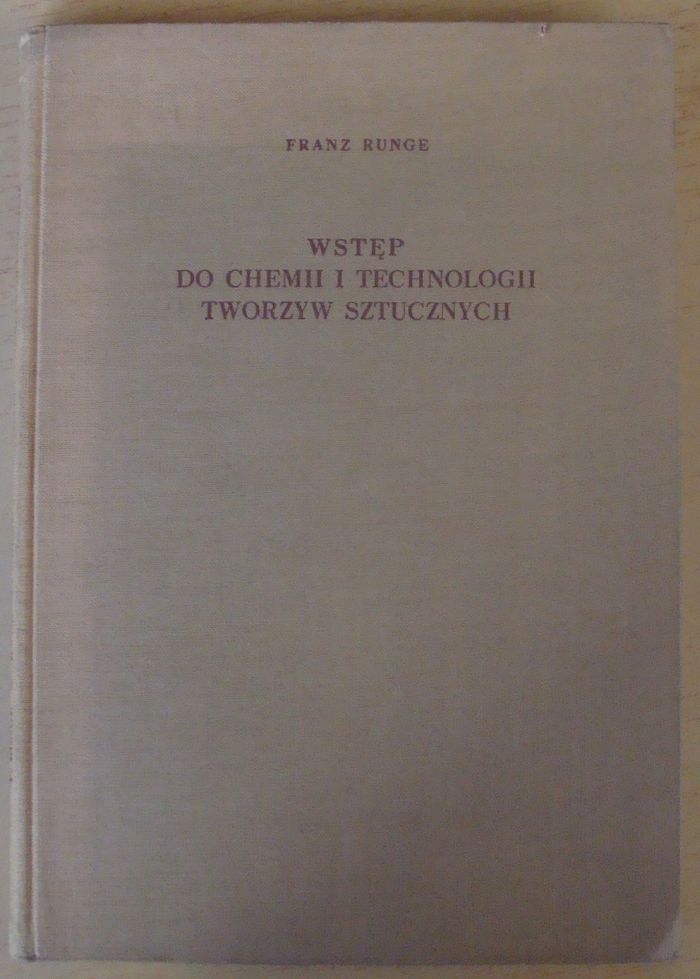 FRANZ RUNGE
WSTĘP
DO CHEMII I TECHNOLOGII
TWORZYW SZTUCZNYCH